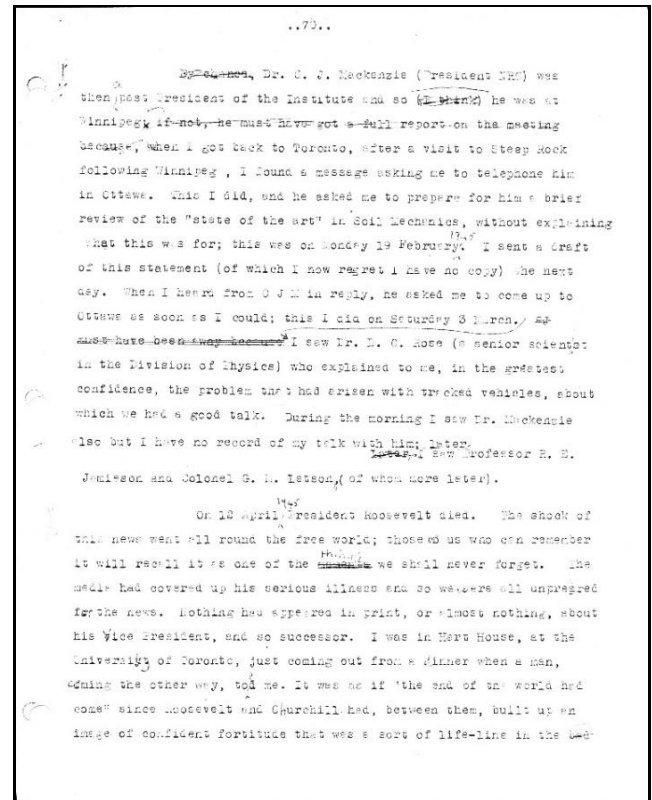 ..70..
By chance, Dr. C. J. Mackenzie (President NRC) was
then past President of the Institute and so (I think) he was at
Winnipeg; if not, he must have got a full report on the meeting
because, when I got back to Toronto, after a visit to Steep Rock
following Winnipeg , I found a message asking me to telephone him
in Ottawa. This I did, and he asked me to prepare for him a brief
review of the "state of the art" in Soil Mechanics, without explaining
what this was for; this was on Monday 19 February. 1945 I sent a draft
of this statement (of which I now regret I have no copy) the next
day. When I heard from C J M in reply, he asked me to come up to
Ottawa as soon as I could; this I did on Saturday 3 March. He
must have been away because I saw Dr. D. C. Rose (a senior scientist
in the Division of Physics) who explained to me, in the greatest
confidence, the problem that had arisen with tracked vehicles, about
which we had a good talk. During the morning I saw Dr. Mackenzie
also but I have no record of my talk with him; later
Later, I saw Professor R. E.
Jamieson and Colonel G. M. Letson,( of whom more later).
On 12 April 1945 President Roosevelt died. The shock of
this news went all round the free world; those of us who can remember
it will recall it as one of the moments we shall never forget. The
media had covered up his serious illness and so we were all unprepred
for the news. Nothing had appeared in print, or almost nothing, about
his Vice President, and so successor. I was in Hart House, at the
University of Toronto, just coming out from a dinner when a man,
coming the other way, told me. It was as if 'the end of the world had
come" since Roosevelt and Churchill had, between them, built up an
image of confident fortitude that was a sort of life-line in the